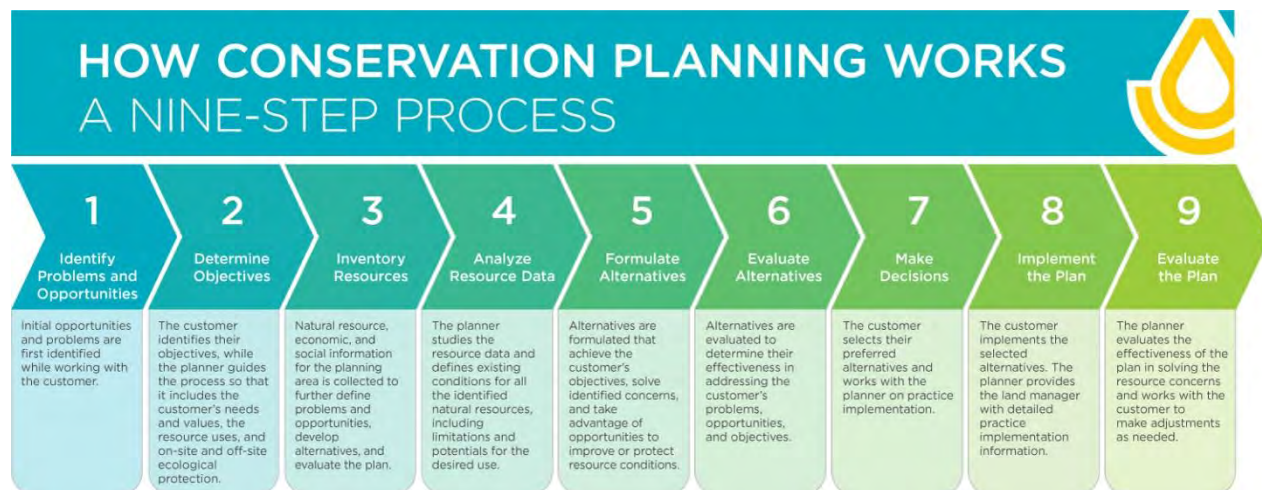 HOW CONSERVATION PLANNING WORKS
A NINE-STEP PROCESS
1
Identify
Problems and
Opportunities
Initial opportunities
and problems are
first identified
while working with
the customer.
2
Determine
Objectives
The customer
identifies their
objectives, while
the planner guides
the process so that
it includes the
customer's needs
and values, the
resource uses, and
on-site and off-site
ecological
protection.
3
Inventory
Resources
Natural resource,
economic, and
social information
for the planning
area is collected to
further define
problems and
opportunities,
develop
alternatives, and
evaluate the plan.
4
Analyze
Resource Data
The planner
studies the
resource data and
defines existing
conditions for all
the identified
natural resources,
including
limitations and
potentials for the
desired use.
5
Formulate
Alternatives
Alternatives are
formulated that
achieve the
customer's
objectives, solve
identified concerns,
and take
advantage of
opportunities to
improve or protect
resource conditions.
6
Evaluate
Alternatives
Alternatives are
evaluated to
determine their
effectiveness in
addressing the
customer's
problems,
opportunities,
and objectives.
7
Make
Decisions
The customer
selects their
preferred
alternatives and
works with the
planner on practice
implementation.
8
Implement
the Plan
The customer
implements the
selected
alternatives. The
planner provides
the land manager
with detailed
practice
implementation
information.
9
Evaluate
the Plan
The planner
evaluates the
effectiveness of the
plan in solving the
resource concerns
and works with the
customer to
make adjustments
as needed.